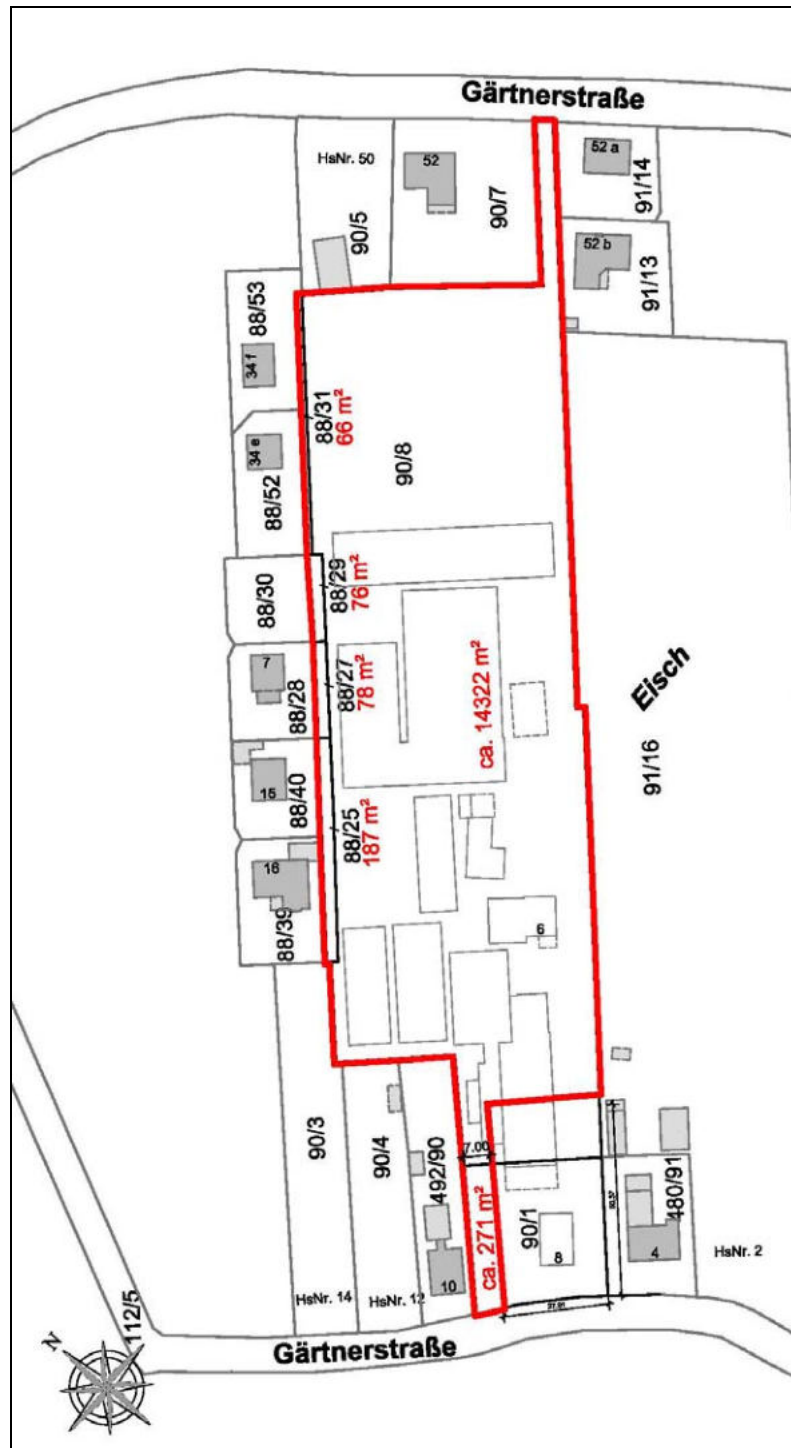 Gärtnerstraße
HsNr. 50
52
52 a
90/5
90/7
91/14
52 b
91/13
88/53
34 f
88/31
66 m²
34 e
88/52
90/8
88/30
88/29
76 m²
7
88/28
88/27
78 m²
ca. 14322 m²
Eisch
91/16
15
88/40
88/25
187 m²
16
88/39
6
90/3
90/4
492/90
7.00
ca. 271 m²
90/1
8
480/91
4
10
HsNr. 2
HsNr. 14
HsNr. 12
112/5
N
Gärtnerstraße